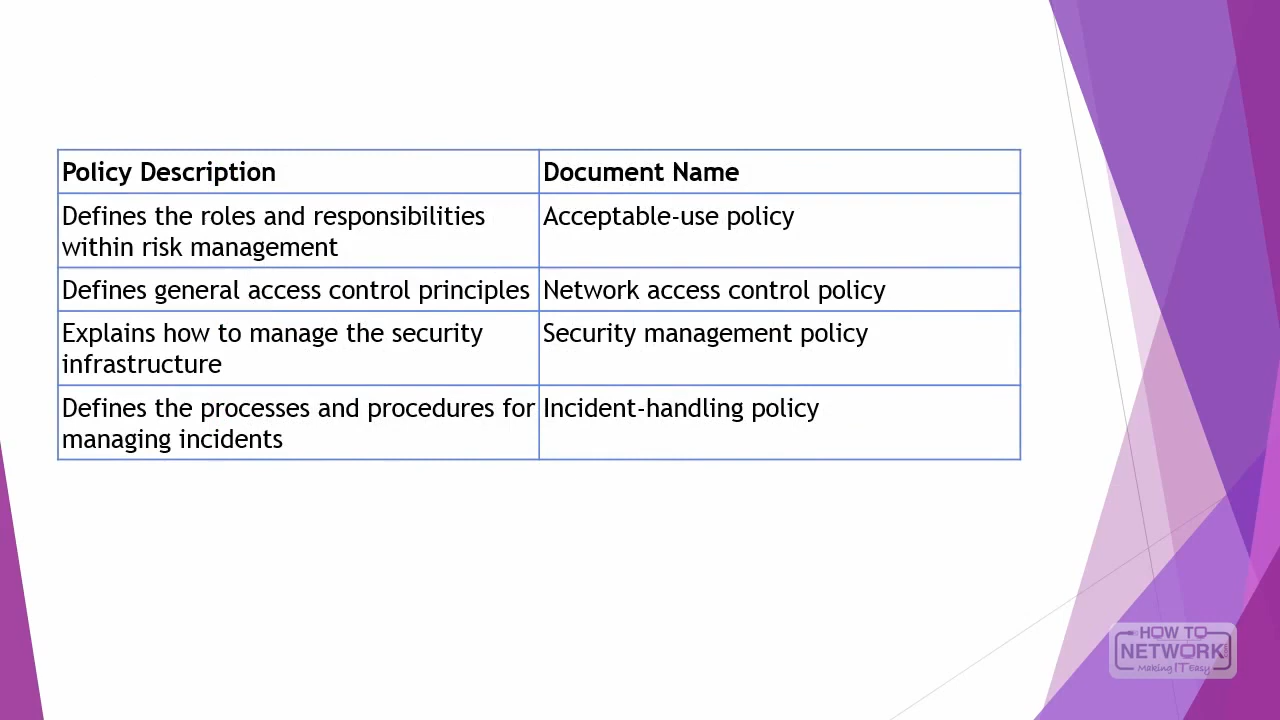 Policy Description
Document Name
Defines the roles and responsibilities
within risk management
Acceptable-use policy
Defines general access control principles
Network access control policy
Explains how to manage the security
infrastructure
Security management policy
Defines the processes and procedures for
managing incidents
Incident-handling policy
HOW TO
NETWORK
Making IT Easy